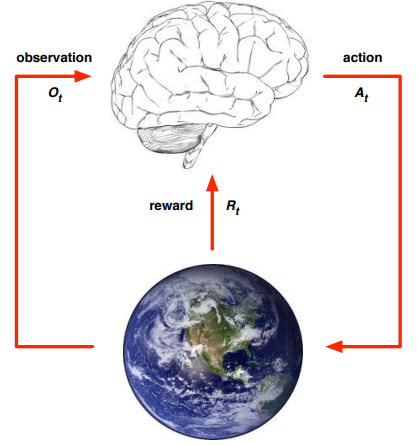 observation
action
O_t
A_t
reward
R_t